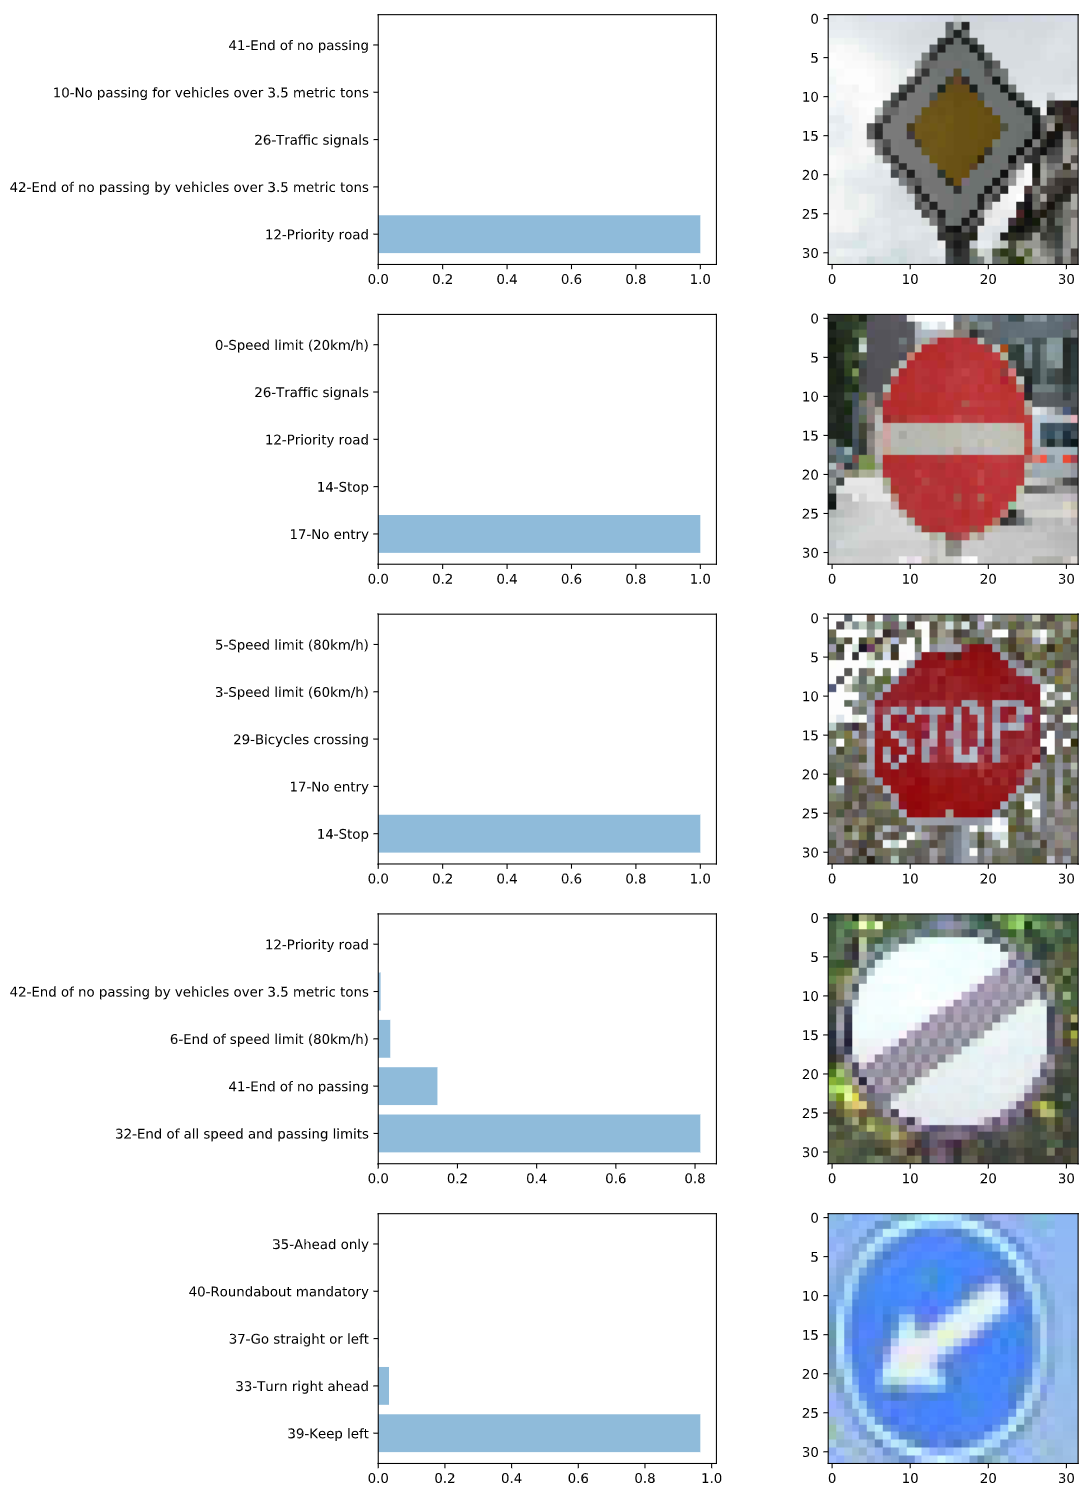 41-End of no passing
10-No passing for vehicles over 3.5 metric tons
26-Traffic signals
42-End of no passing by vehicles over 3.5 metric tons
12-Priority road
0.0 0.2 0.4 0.6 0.8 1.0
0
5
10
15
20
25
30
0 10 20 30
0-Speed limit (20km/h)
26-Traffic signals
12-Priority road
14-Stop
17-No entry
0.0 0.2 0.4 0.6 0.8 1.0
0
5
10
15
20
25
30
0 10 20 30
5-Speed limit (80km/h)
3-Speed limit (60km/h)
29-Bicycles crossing
17-No entry
14-Stop
0.0 0.2 0.4 0.6 0.8 1.0
0
5
10
15
20
25
30
STOP
0 10 20 30
12-Priority road
42-End of no passing by vehicles over 3.5 metric tons
6-End of speed limit (80km/h)
41-End of no passing
32-End of all speed and passing limits
0.0 0.2 0.4 0.6 0.8
0
5
10
15
20
25
30
0 10 20 30
35-Ahead only
40-Roundabout mandatory
37-Go straight or left
33-Turn right ahead
39-Keep left
0.0 0.2 0.4 0.6 0.8 1.0
0
5
10
15
20
25
30
0 10 20 30